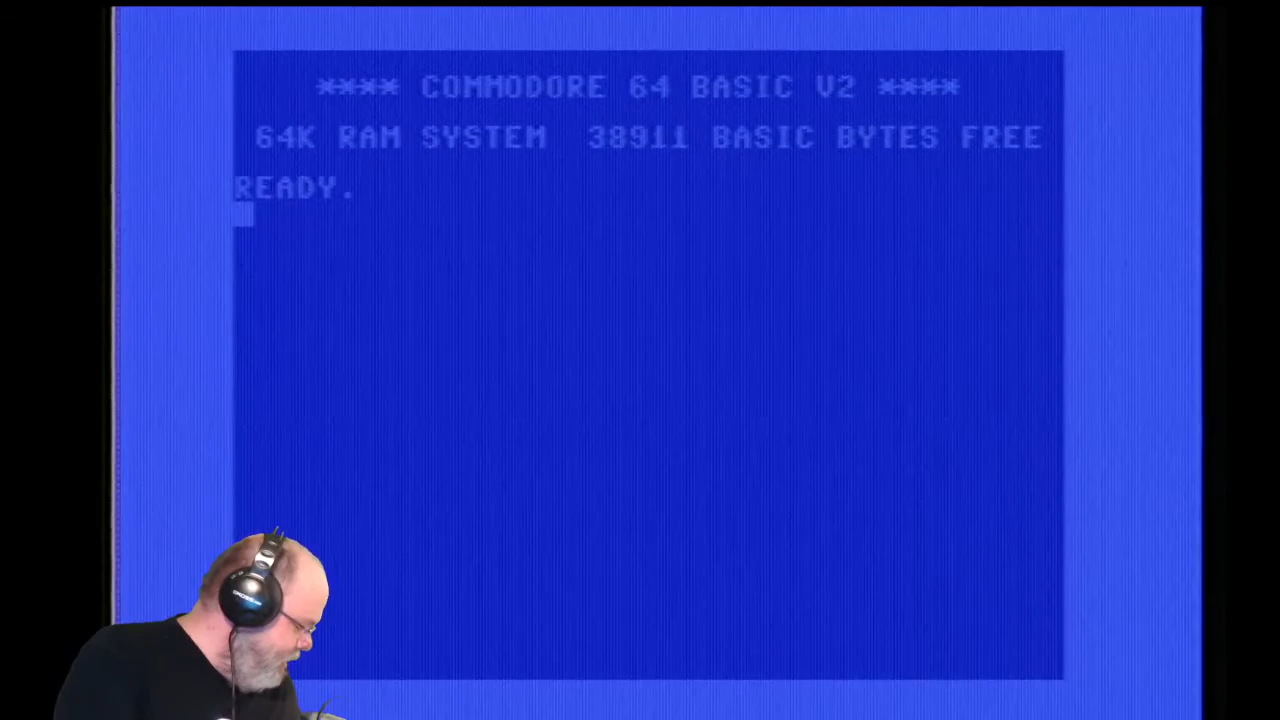 **** COMMODORE 64 BASIC V2 ****
64K RAM SYSTEM  38911 BASIC BYTES FREE
READY.